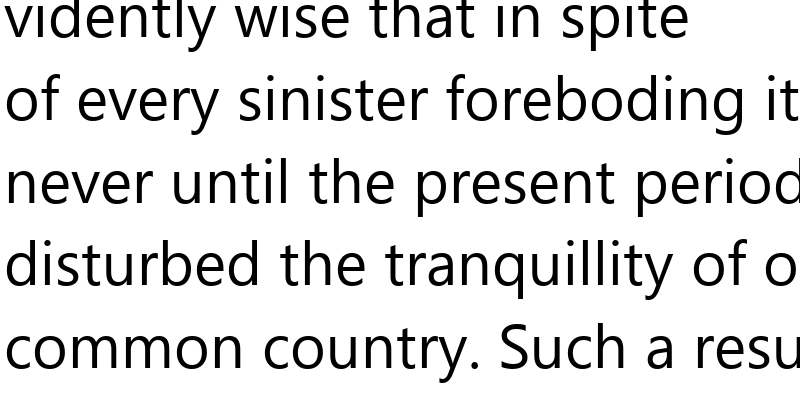 vidently wise that in spite
of every sinister foreboding it
never until the present period
disturbed the tranquillity of o
common country. Such a resu